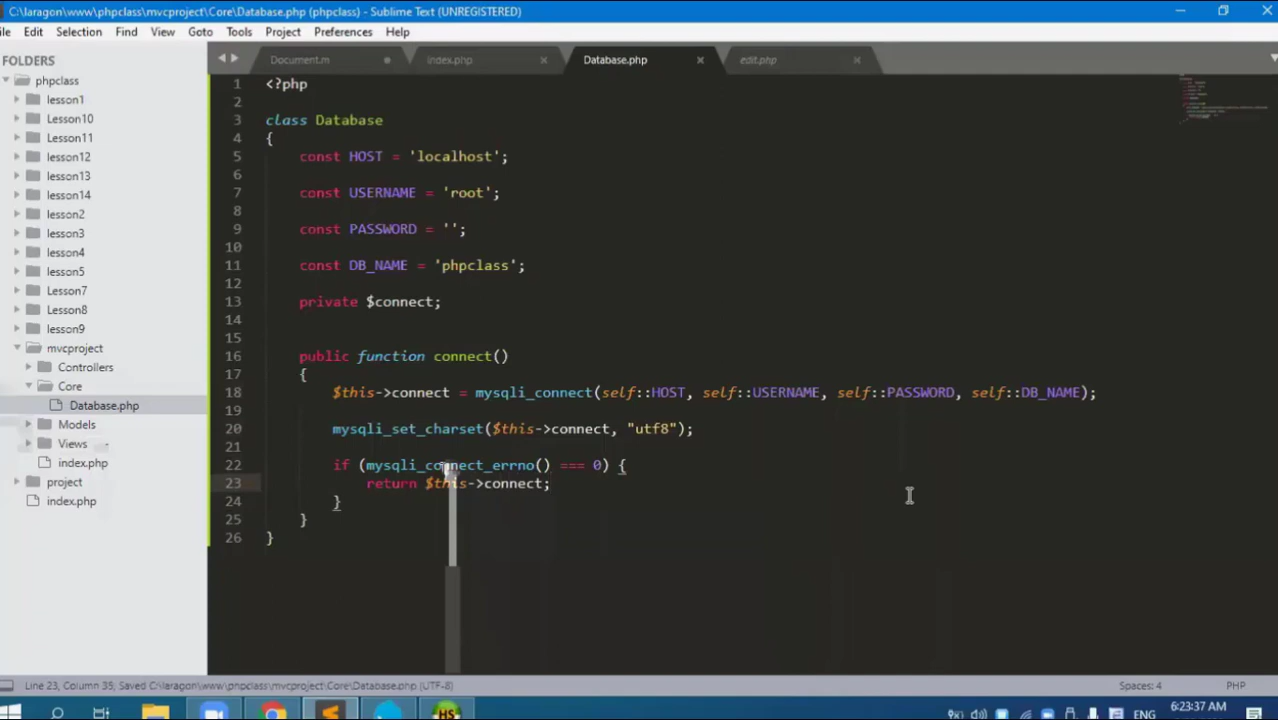 C:\laragon\www\phpclass\mvcproject\Core\Database.php (phpclass) - Sublime Text (UNREGISTERED)
ile Edit Selection Find View Goto Tools Project Preferences Help
FOLDERS
phpclass
lesson1
Lesson10
Lesson11
lesson12
lesson13
lesson14
lesson2
lesson3
lesson4
lesson5
Lesson7
Lesson8
lesson9
mvcproject
Controllers
Core
Database.php
Models
Views
index.php
project
index.php
Document.m index.php Database.php edit.php
1 <?php
2
3 class Database
4 {
5 const HOST = 'localhost';
6
7 const USERNAME = 'root';
8
9 const PASSWORD = '';
10
11 const DB_NAME = 'phpclass';
12
13 private $connect;
14
15
16 public function connect()
17 {
18 $this->connect = mysqli_connect(self::HOST, self::USERNAME, self::PASSWORD, self::DB_NAME);
19
20 mysqli_set_charset($this->connect, "utf8");
21
22 if (mysqli_connect_errno() === 0) {
23 return $this->connect;
24 }
25 }
26 }
Line 23, Column 39; Saved C:\laragon\www\phpclass\mvcproject\Core\Database.php (UTF-8) Spaces: 4 PHP
HS ENG 6:23:37 AM